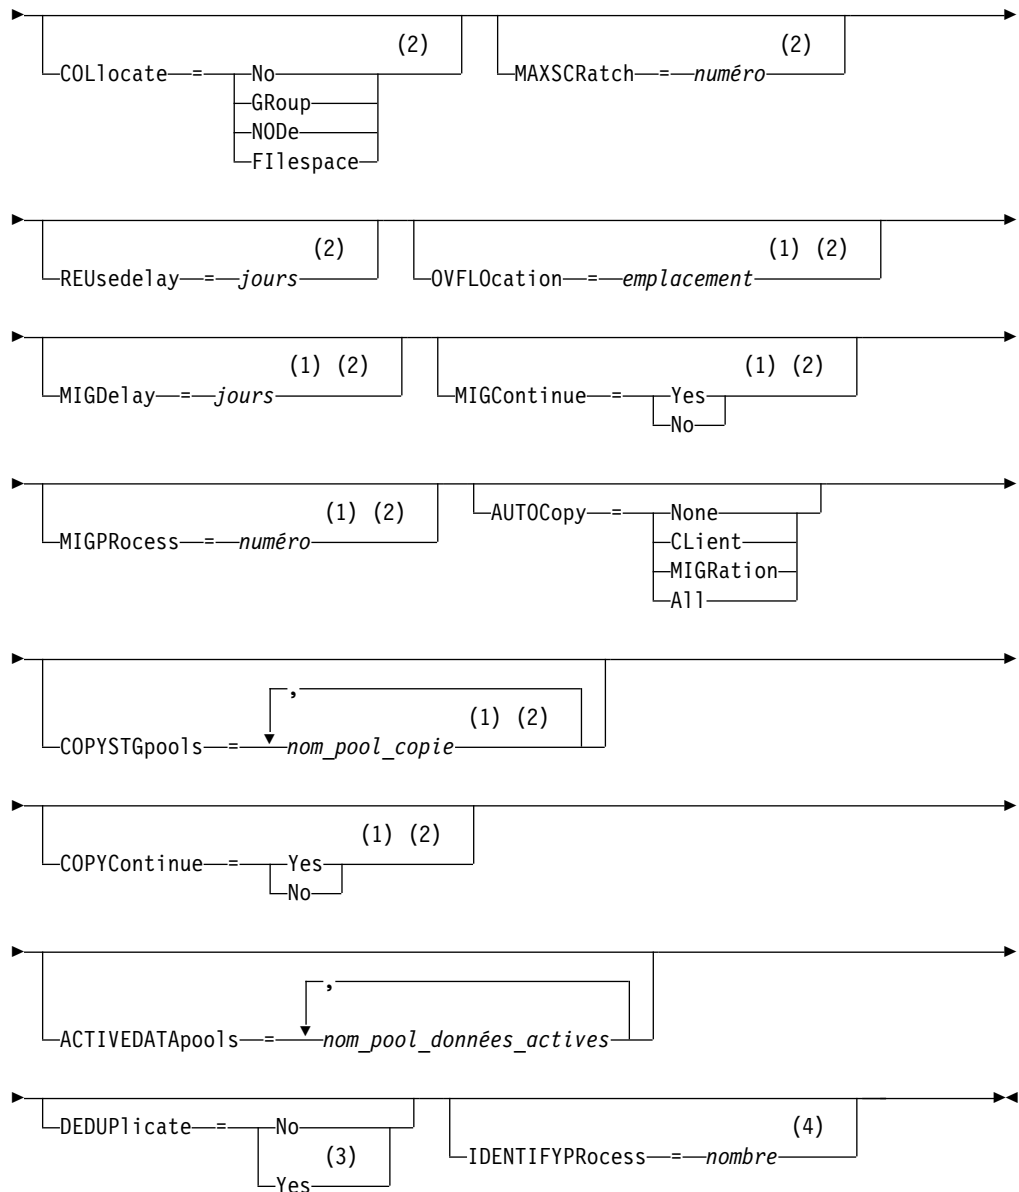 (2) (2)
COLlocate = No MAXSCRatch = numéro
GRoup
NODe
FIlespace
(2) (1) (2)
REUsedelay = jours OVFLOcation = emplacement
(1) (2) (1) (2)
MIGDelay = jours MIGContinue = Yes
No
(1) (2) AUTOCopy = None
MIGPRocess = numéro CLient
MIGRation
All
,
(1) (2)
COPYSTGpools = nom_pool_copie
(1) (2)
COPYContinue = Yes
No
,
ACTIVEDATApools = nom_pool_données_actives
DEDUPlicate = No (4)
(3) IDENTIFYPRocess = nombre
Yes